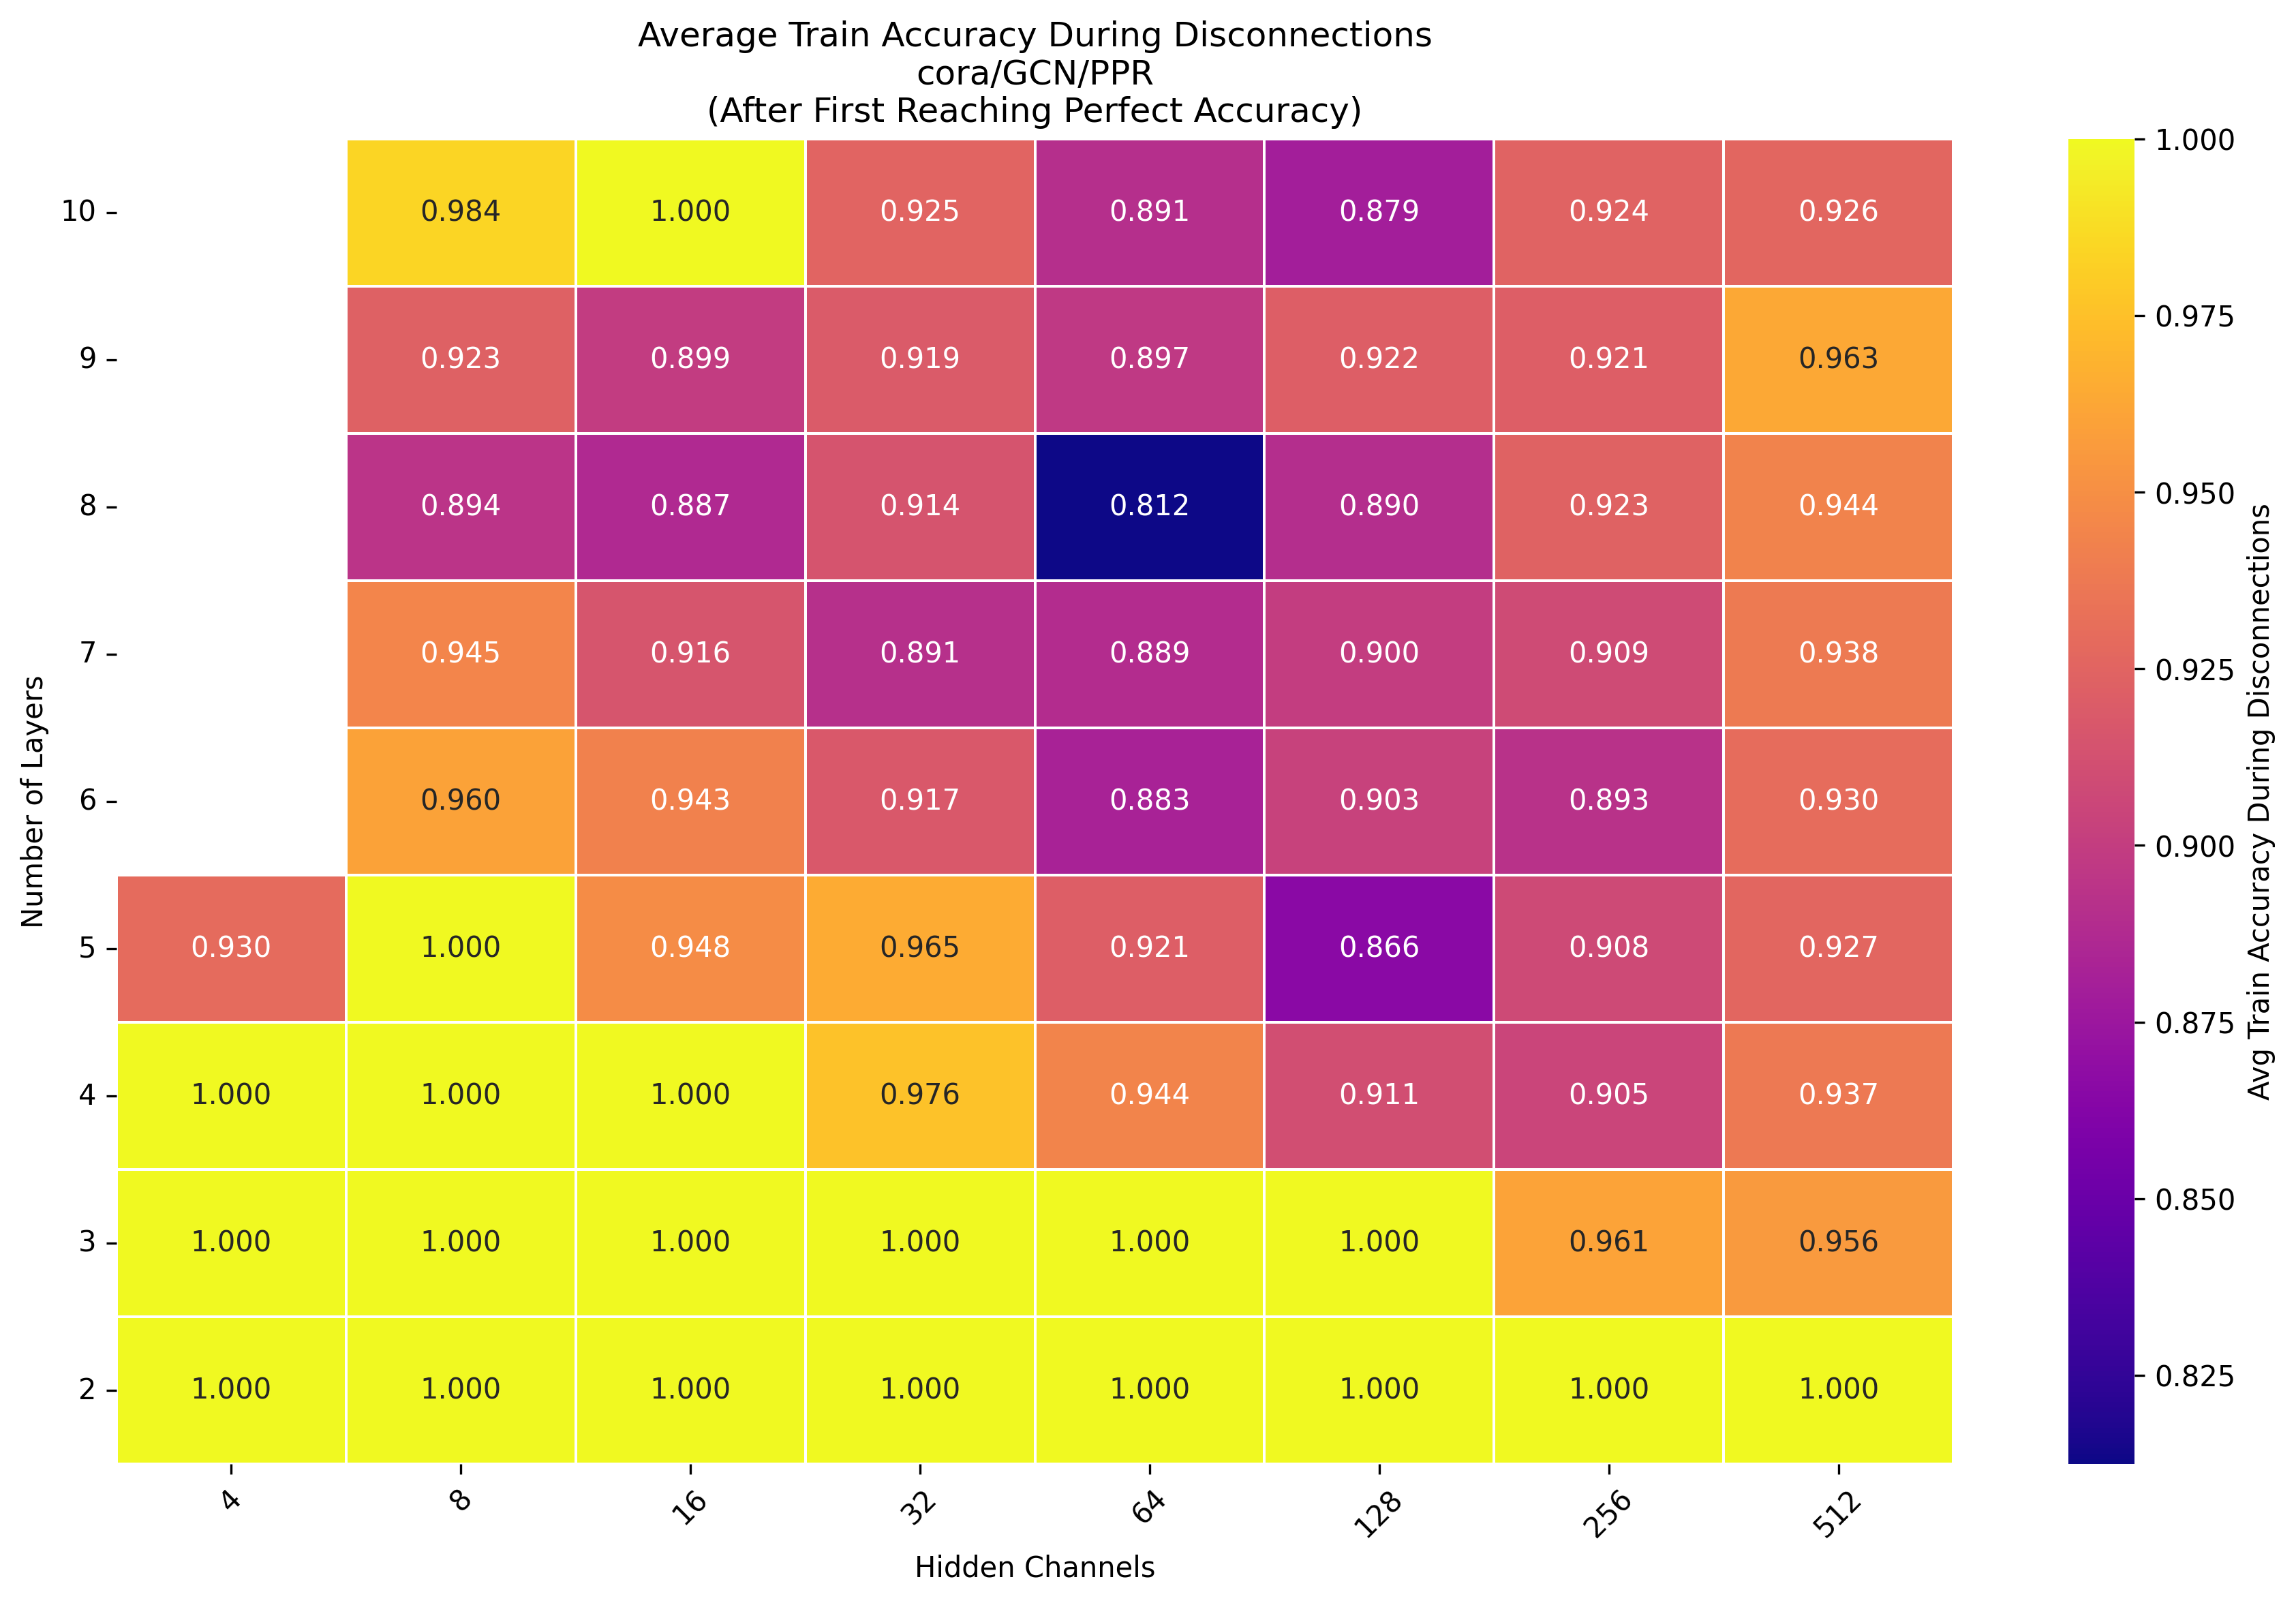 Average Train Accuracy During Disconnections
cora/GCN/PPR
(After First Reaching Perfect Accuracy)
10 0.984 1.000 0.925 0.891 0.879 0.924 0.926
9 0.923 0.899 0.919 0.897 0.922 0.921 0.963
8 0.894 0.887 0.914 0.812 0.890 0.923 0.944
7 0.945 0.916 0.891 0.889 0.900 0.909 0.938
6 0.960 0.943 0.917 0.883 0.903 0.893 0.930
5 0.930 1.000 0.948 0.965 0.921 0.866 0.908 0.927
4 1.000 1.000 1.000 0.976 0.944 0.911 0.905 0.937
3 1.000 1.000 1.000 1.000 1.000 1.000 0.961 0.956
2 1.000 1.000 1.000 1.000 1.000 1.000 1.000 1.000
4 8 16 32 64 128 256 512
Hidden Channels
Number of Layers
1.000
0.975
0.950
0.925
0.900
0.875
0.850
0.825
Avg Train Accuracy During Disconnections